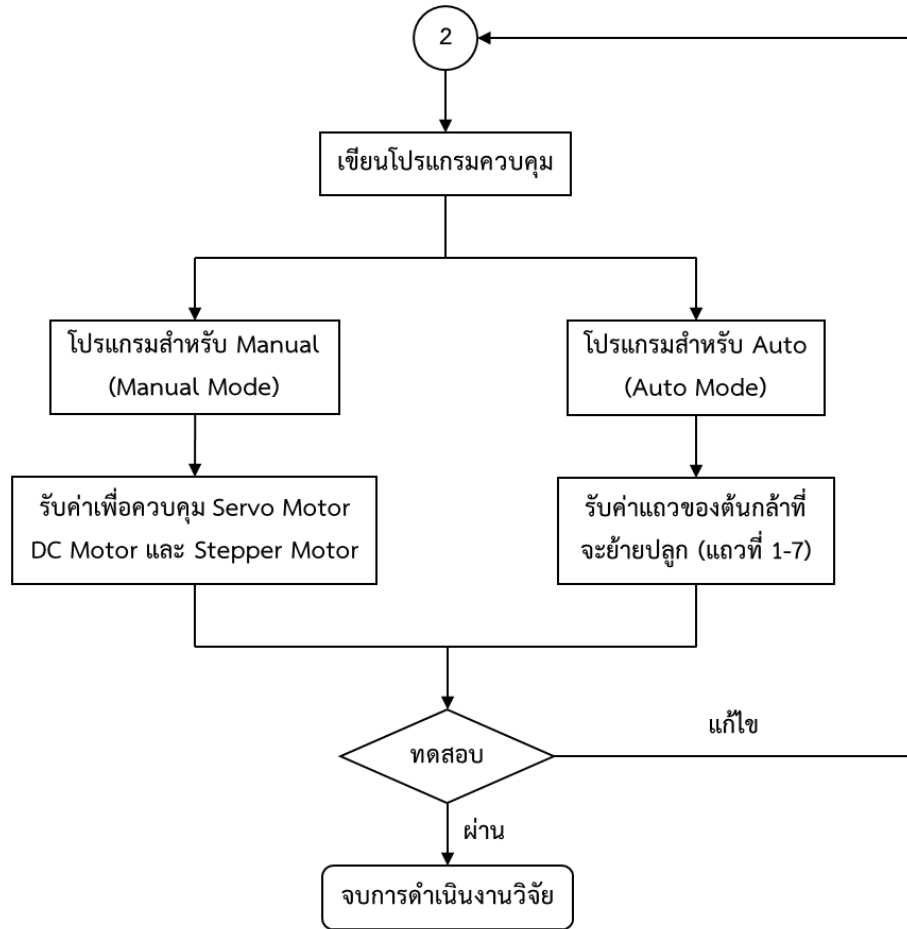 2
เขียนโปรแกรมควบคุม
โปรแกรมสำหรับ Manual
(Manual Mode)
โปรแกรมสำหรับ Auto
(Auto Mode)
รับค่าเพื่อควบคุม Servo Motor
DC Motor และ Stepper Motor
รับค่าแถวของต้นกล้าที่
จะย้ายปลูก (แถวที่ 1-7)
ทดสอบ
แก้ไข
ผ่าน
จบการดำเนินงานวิจัย